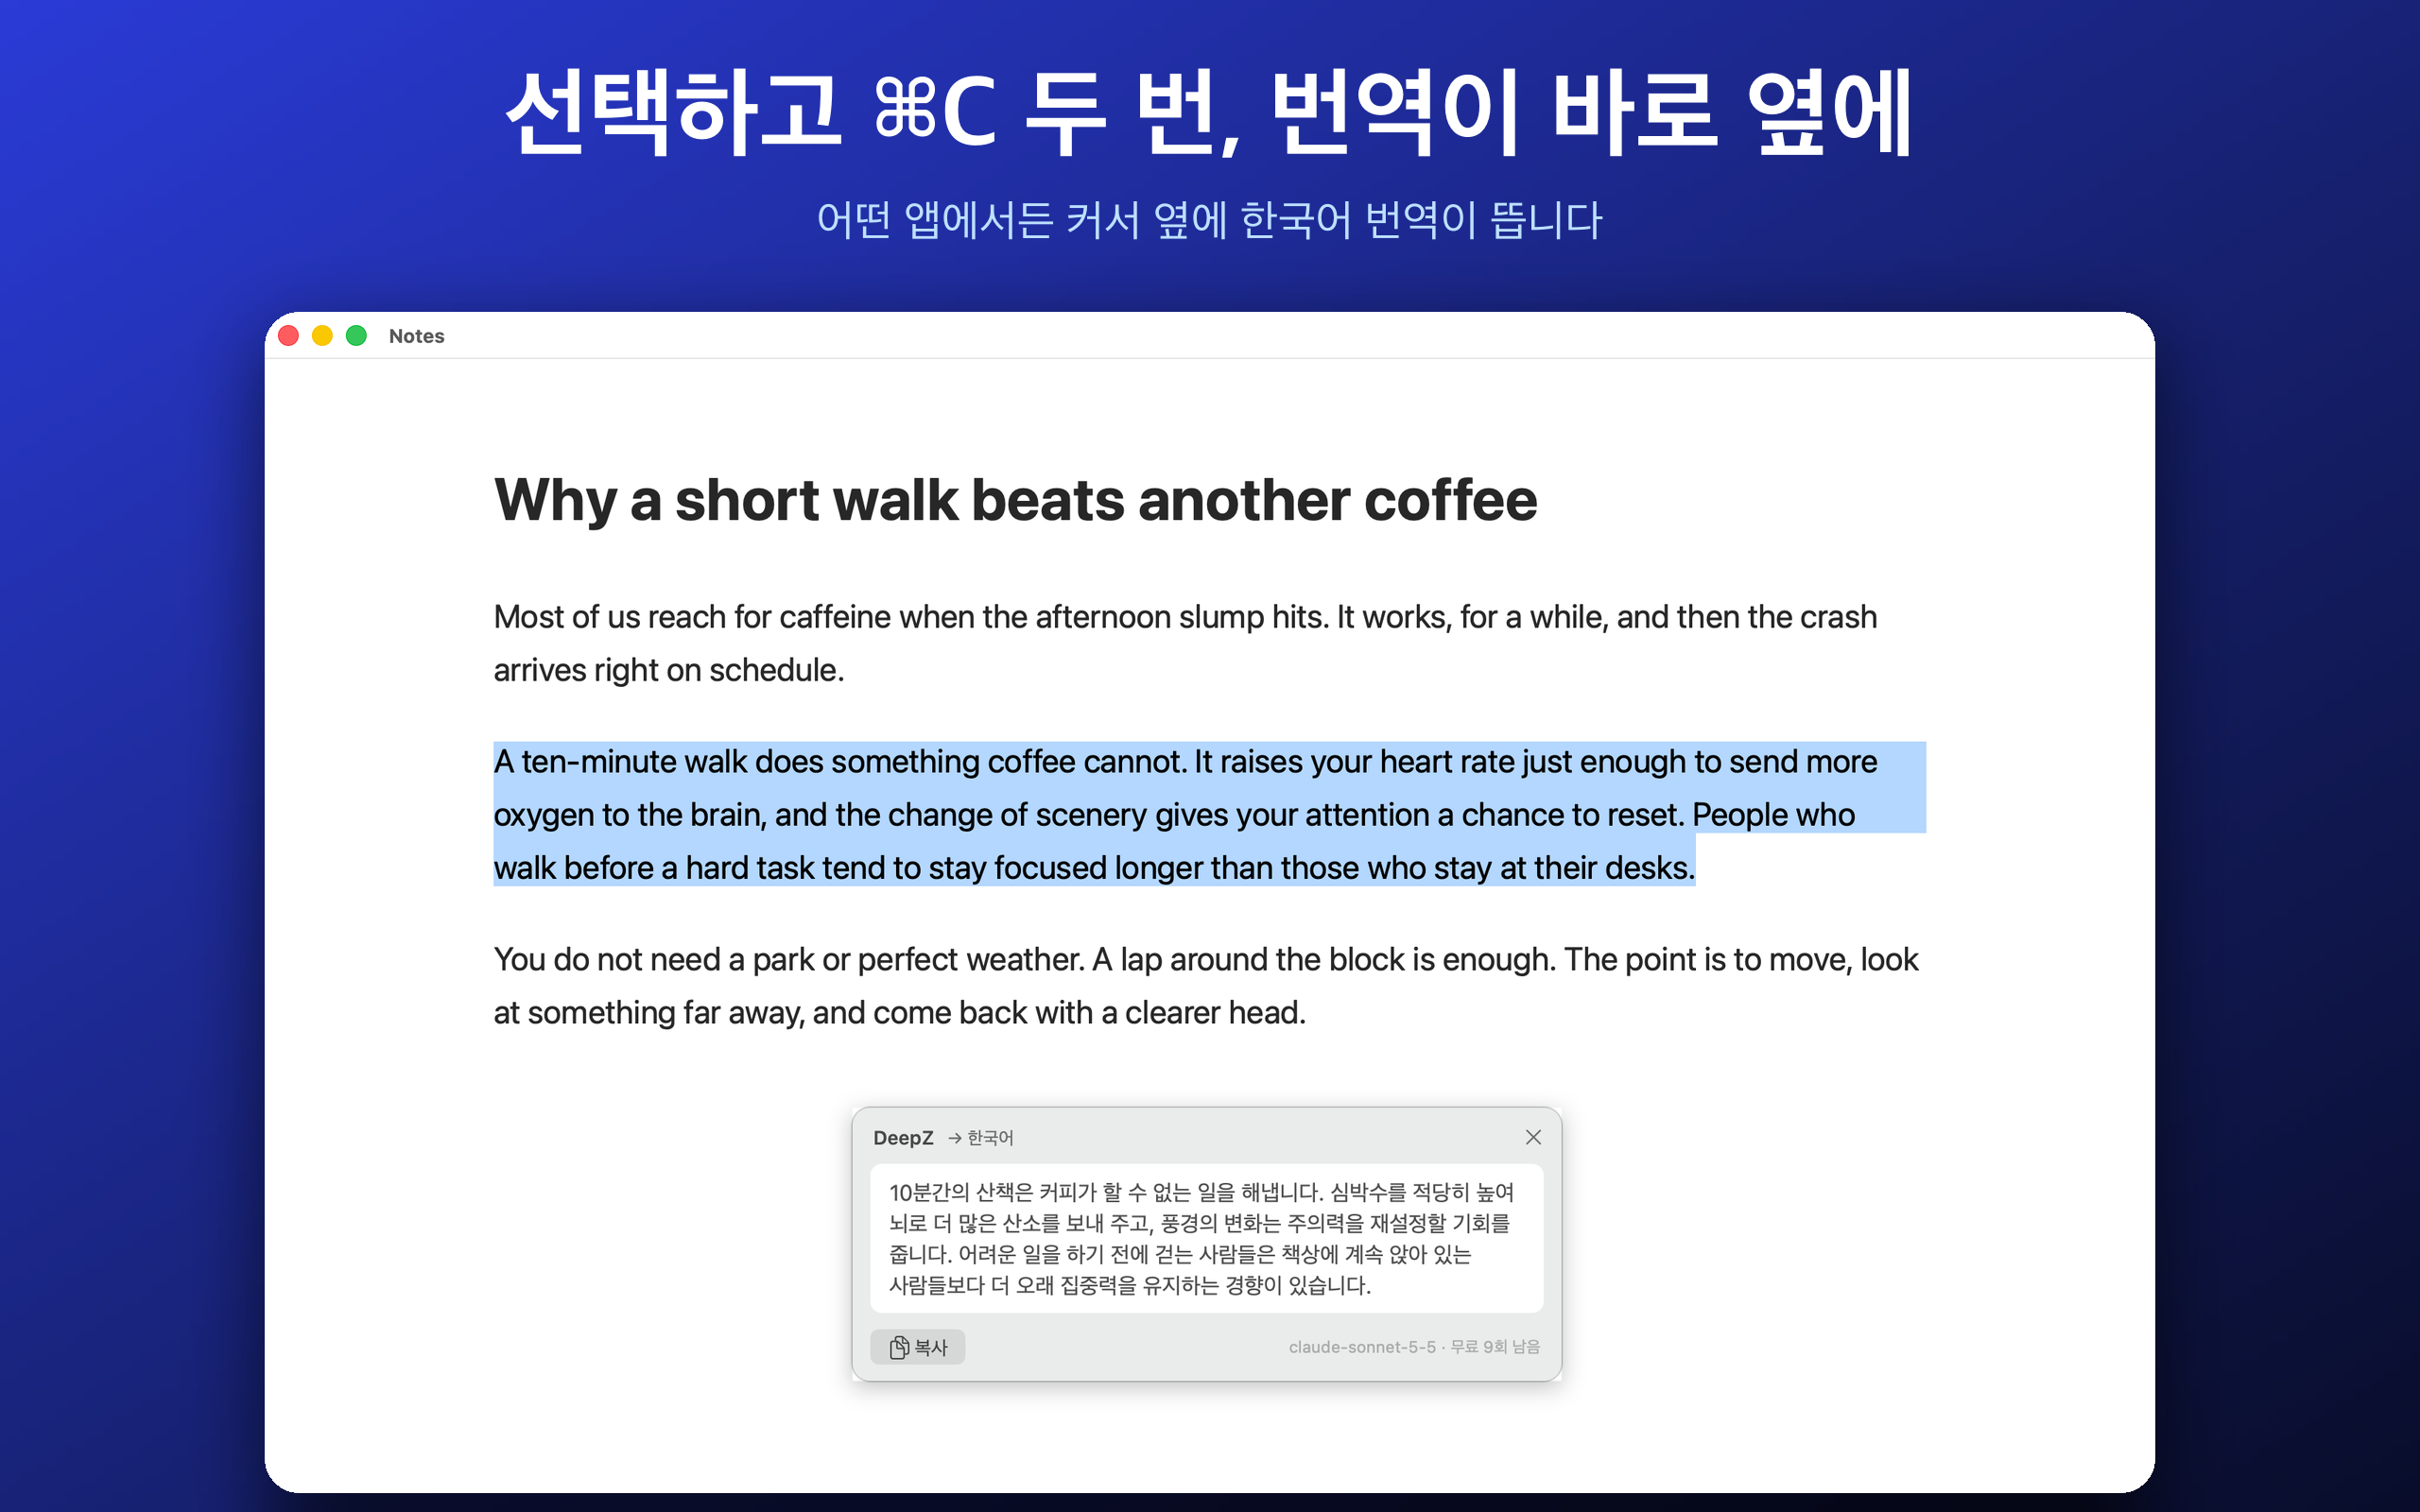 선택하고 ⌘C 두 번, 번역이 바로 옆에
어떤 앱에서든 커서 옆에 한국어 번역이 뜹니다
Notes
Why a short walk beats another coffee
Most of us reach for caffeine when the afternoon slump hits. It works, for a while, and then the crash
arrives right on schedule.
A ten-minute walk does something coffee cannot. It raises your heart rate just enough to send more
oxygen to the brain, and the change of scenery gives your attention a chance to reset. People who
walk before a hard task tend to stay focused longer than those who stay at their desks.
You do not need a park or perfect weather. A lap around the block is enough. The point is to move, look
at something far away, and come back with a clearer head.
DeepZ → 한국어
10분간의 산책은 커피가 할 수 없는 일을 해냅니다. 심박수를 적당히 높여
뇌로 더 많은 산소를 보내 주고, 풍경의 변화는 주의력을 재설정할 기회를
줍니다. 어려운 일을 하기 전에 걷는 사람들은 책상에 계속 앉아 있는
사람들보다 더 오래 집중력을 유지하는 경향이 있습니다.
복사
claude-sonnet-5-5 · 무료 9회 남음